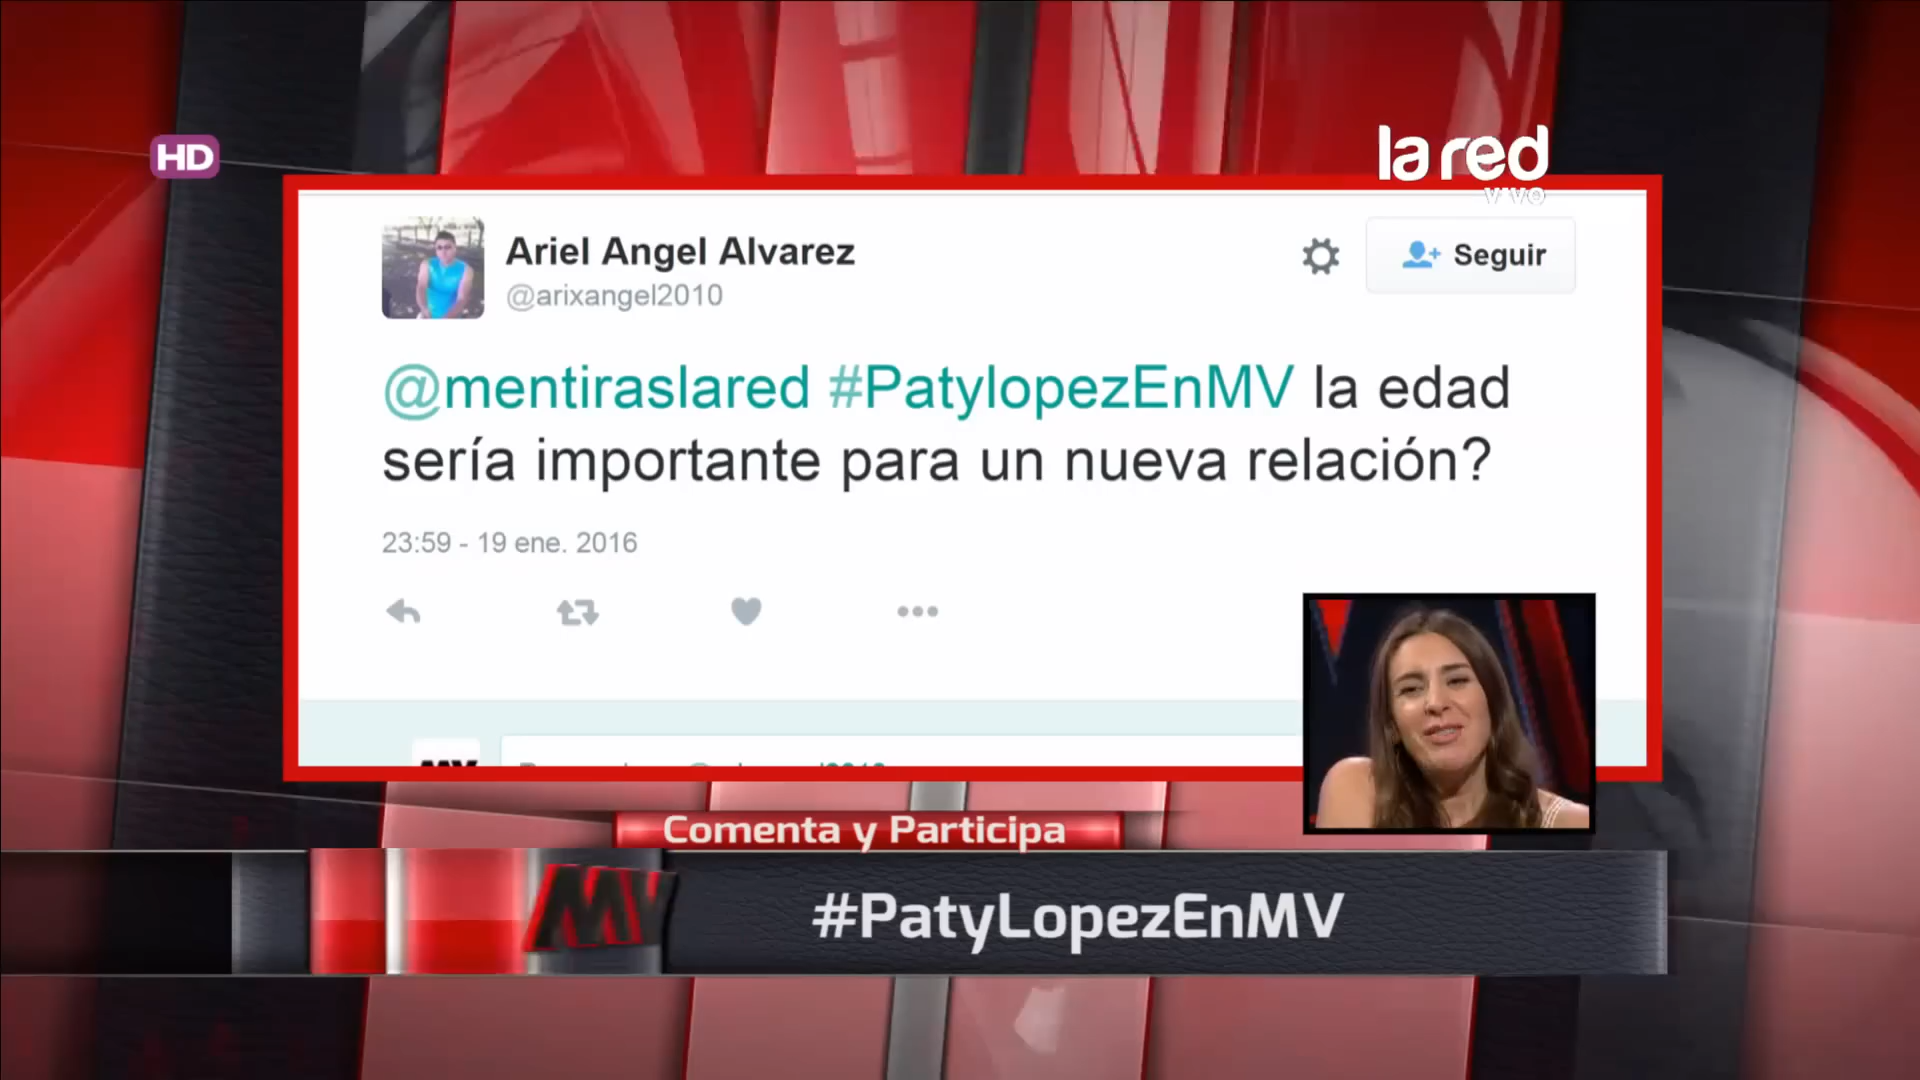 HD
la red
VIVO
Ariel Angel Alvarez
@arixangel2010
Seguir
@mentiraslared #PatylopezEnMV la edad
sería importante para un nueva relación?
23:59 - 19 ene. 2016
Comenta y Participa
MV
#PatyLopezEnMV